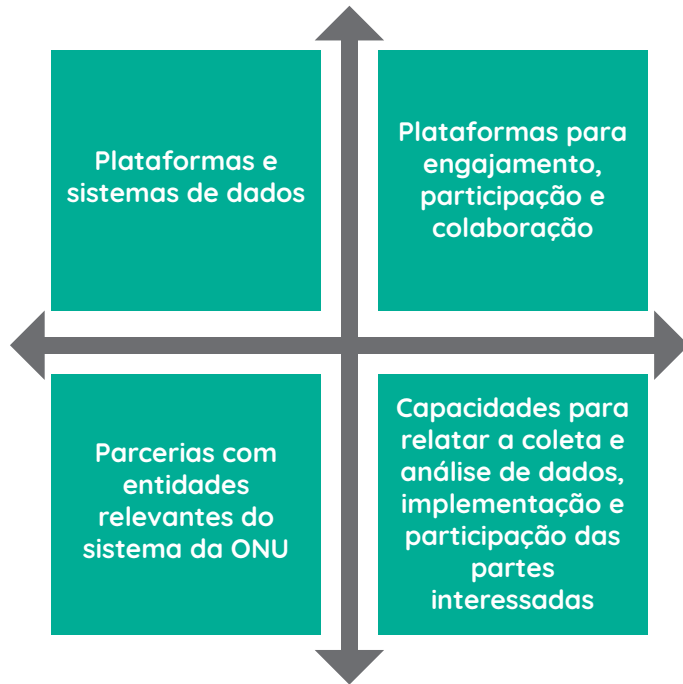 Plataformas e
sistemas de dados
Plataformas para
engajamento,
participação e
colaboração
Parcerias com
entidades
relevantes do
sistema da ONU
Capacidades para
relatar a coleta e
análise de dados,
implementação e
participação das
partes
interessadas